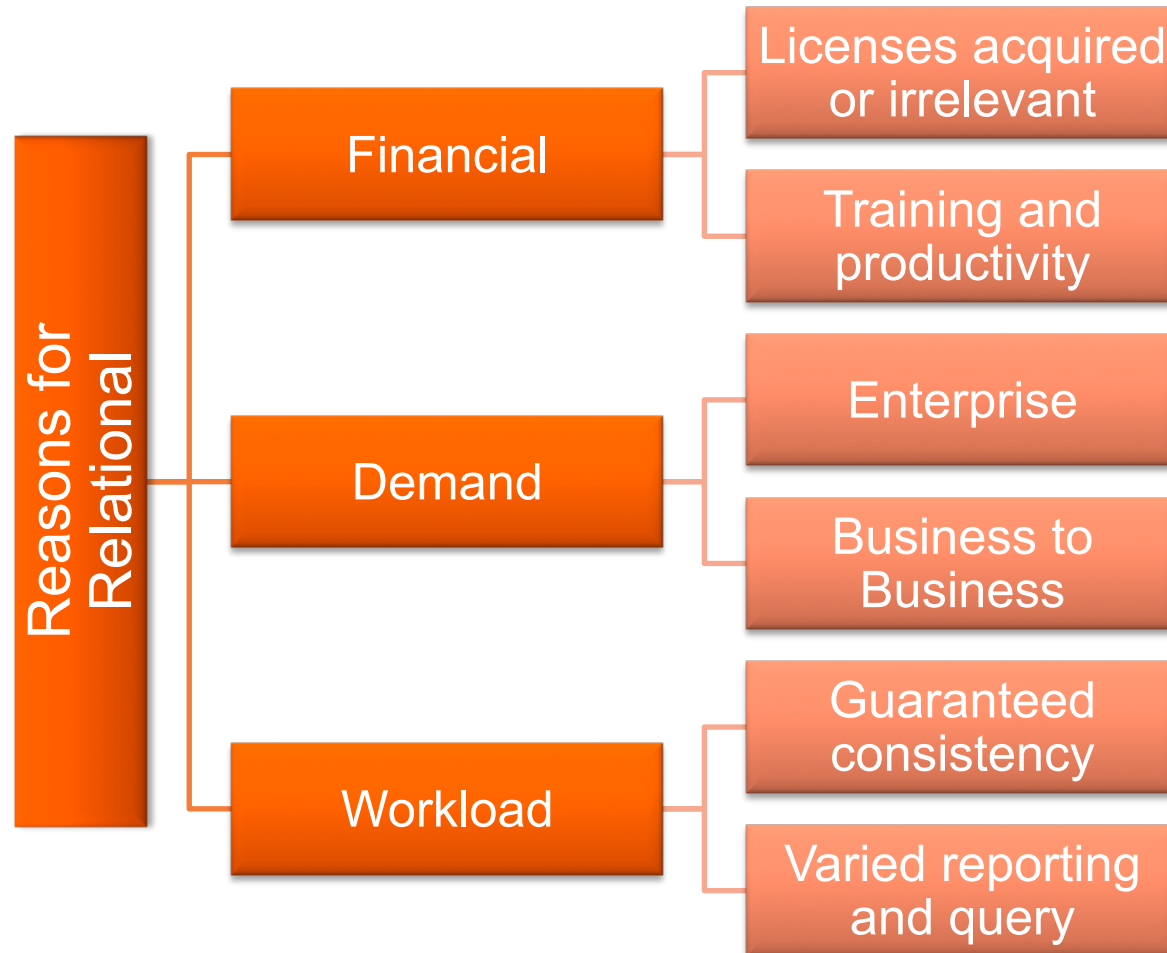 Reasons for
Relational
Financial
Licenses acquired
or irrelevant
Training and
productivity
Demand
Enterprise
Business to
Business
Workload
Guaranteed
consistency
Varied reporting
and query